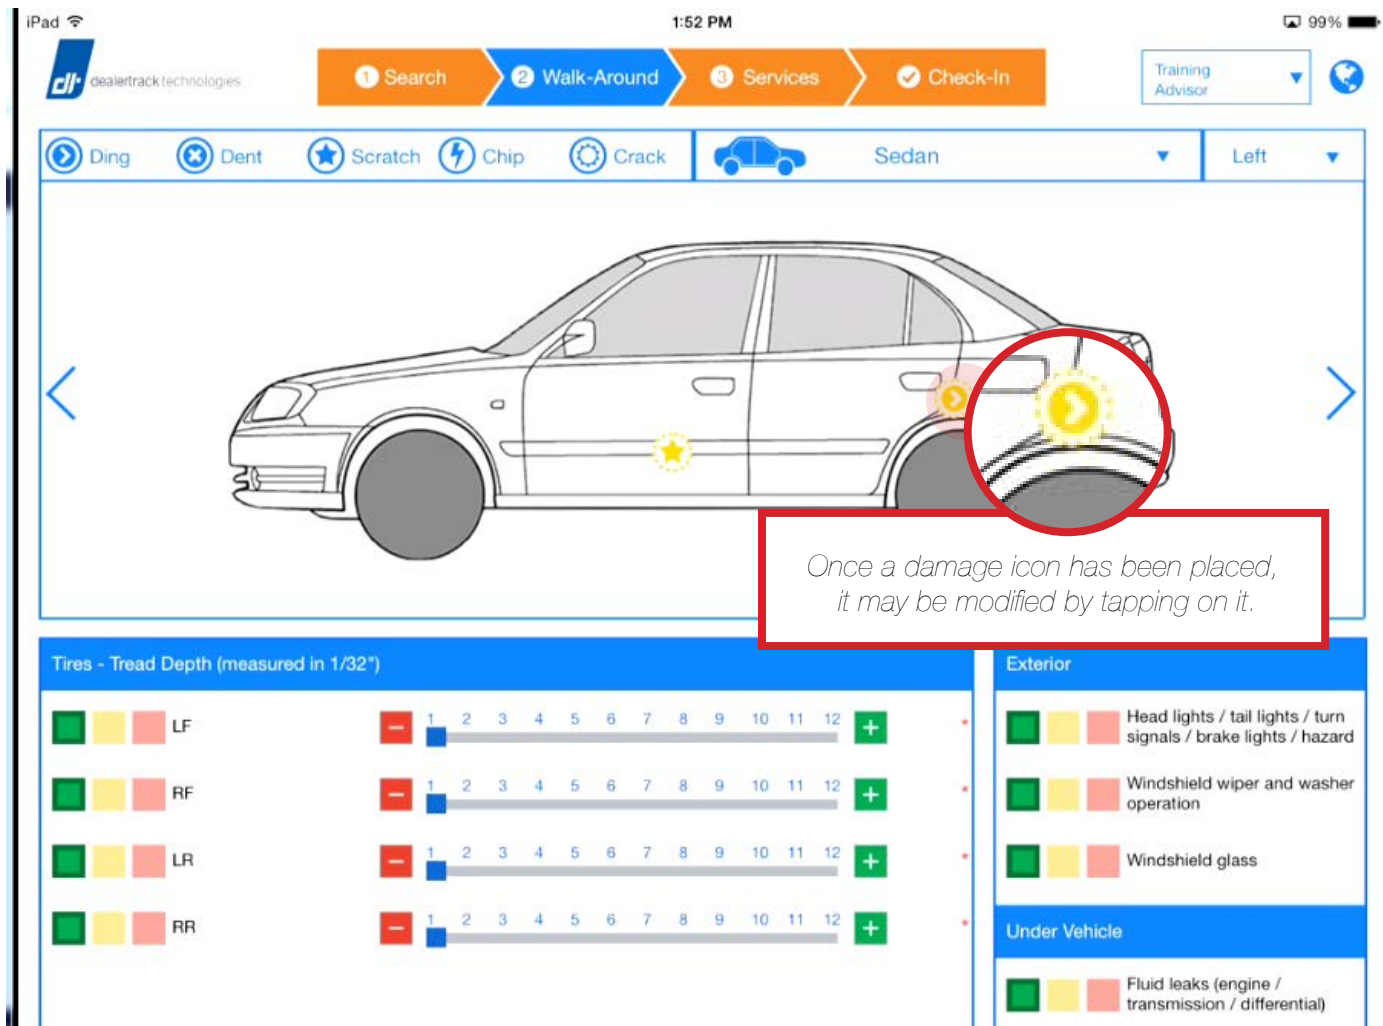 iPad 1:52 PM 99%
dealertrack technologies
1 Search 2 Walk-Around 3 Services Check-In
Training
Advisor
Ding Dent Scratch Chip Crack Sedan Left
Once a damage icon has been placed,
it may be modified by tapping on it.
Tires - Tread Depth (measured in 1/32")
LF 1 2 3 4 5 6 7 8 9 10 11 12 *
RF 1 2 3 4 5 6 7 8 9 10 11 12 *
LR 1 2 3 4 5 6 7 8 9 10 11 12 *
RR 1 2 3 4 5 6 7 8 9 10 11 12 *
Exterior
Head lights / tail lights / turn
signals / brake lights / hazard
Windshield wiper and washer
operation
Windshield glass
Under Vehicle
Fluid leaks (engine /
transmission / differential)